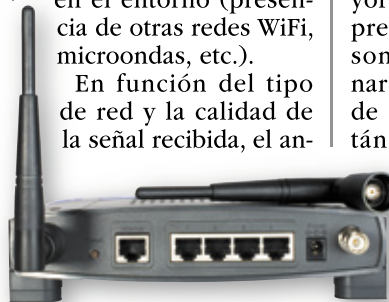 en el entorno (presen-
cia de otras redes WiFi,
microondas, etc.).
En función del tipo
de red y la calidad de
la señal recibida, el an-
yor
pre
son
nar
de
tán